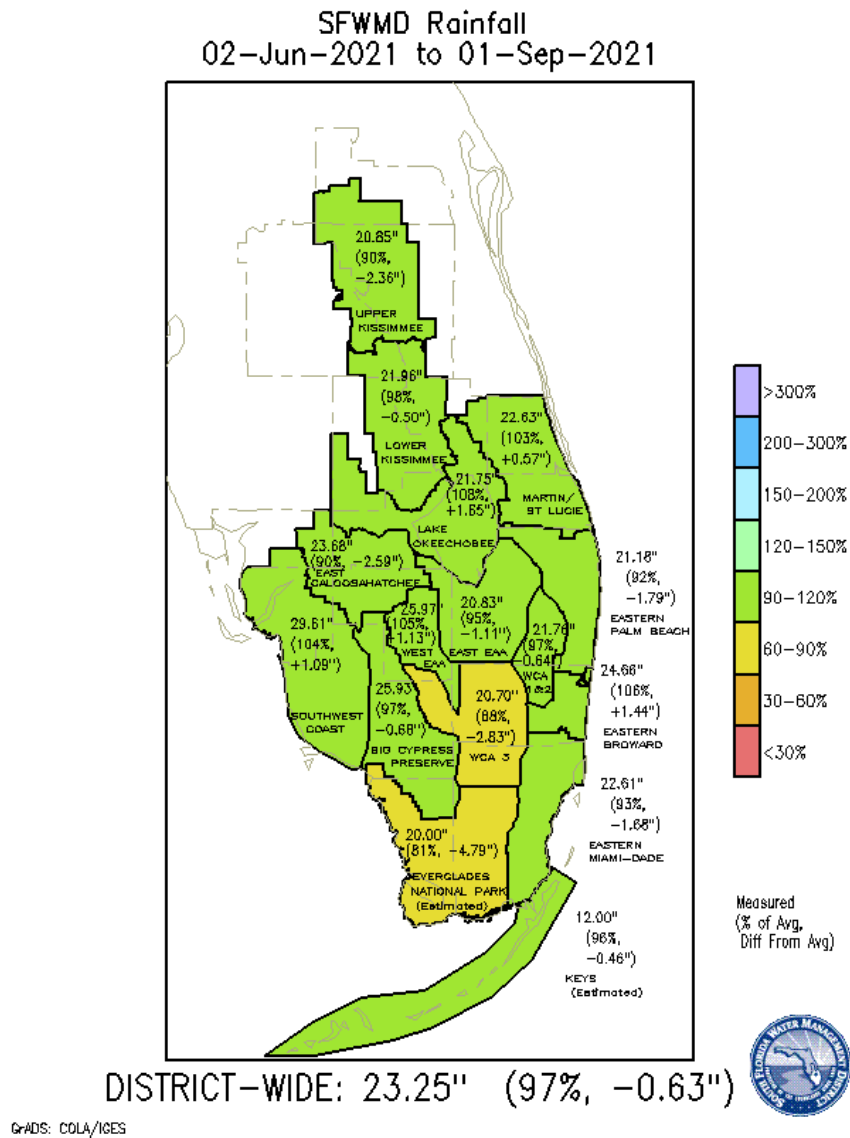 SFWMD Rainfall
02-Jun-2021 to 01-Sep-2021
20.85"
(90%,
-2.36")
UPPER
KISSIMMEE
21.96"
(98%,
-0.50")
LOWER
KISSIMMEE
22.63"
(103%,
+0.57")
MARTIN/
ST LUCIE
21.75"
(108%,
+1.65")
LAKE
OKEECHOBEE
23.68"
(90%, -2.59")
EAST
CALOOSAHATCHEE
29.61"
(104%,
+1.09")
SOUTHWEST
COAST
25.97"
(105%,
+1.13")
WEST
EAA
20.83"
(95%,
-1.11")
EAST EAA
21.76"
(97%,
-0.64")
WCA
1&2
21.18"
(92%,
-1.79")
EASTERN
PALM BEACH
25.93"
(97%,
-0.68")
BIG CYPRESS
PRESERVE
20.70"
(88%,
-2.83")
WCA 3
24.66"
(106%,
+1.44")
EASTERN
BROWARD
22.61"
(93%,
-1.68")
EASTERN
MIAMI-DADE
20.00"
(81%, -4.79")
EVERGLADES
NATIONAL PARK
(Estimated)
12.00"
(96%,
-0.46")
KEYS
(Estimated)
>300%
200-300%
150-200%
120-150%
90-120%
60-90%
30-60%
<30%
Measured
(% of Avg,
Diff From Avg)
SOUTH FLORIDA WATER MANAGEMENT DISTRICT
DISTRICT-WIDE: 23.25" (97%, -0.63")
GrADS: COLA/IGES